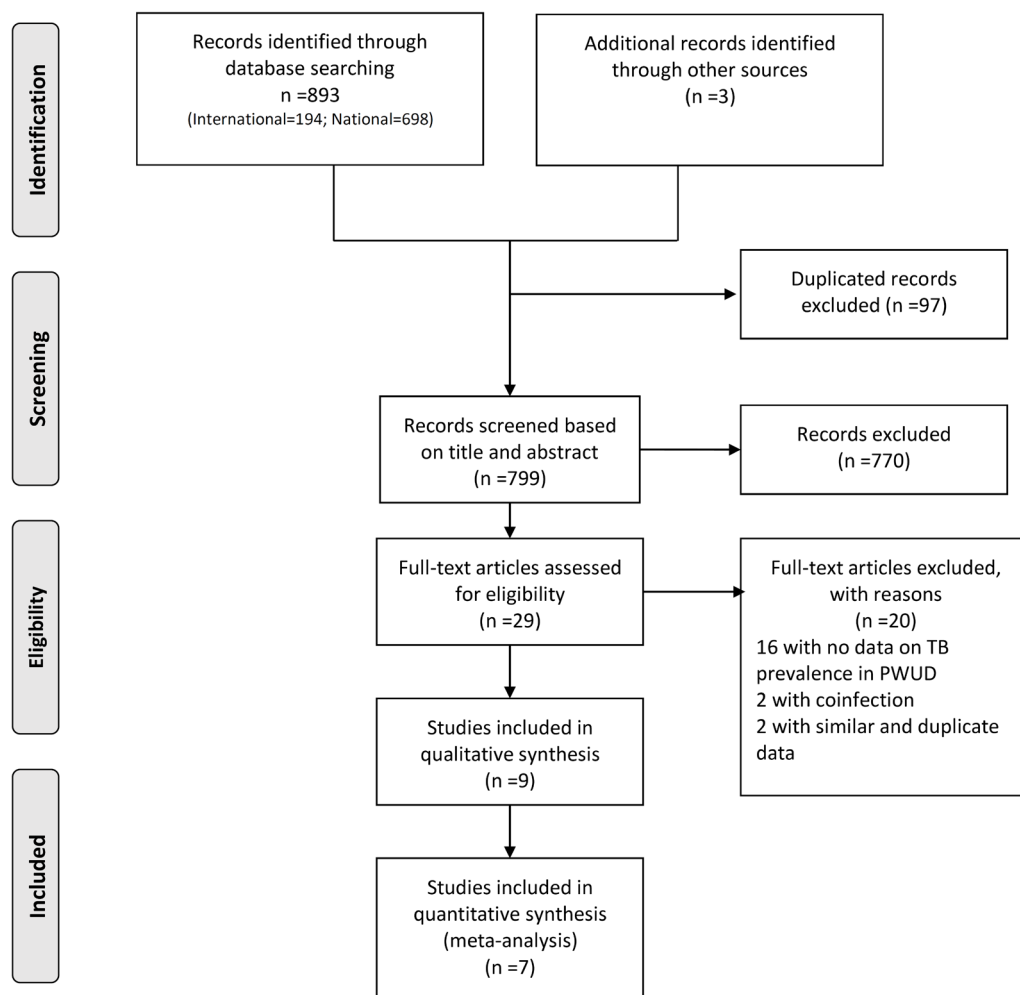 Identification
Records identified through
database searching
n =893
(International=194; National=698)
Additional records identified
through other sources
(n =3)
Screening
Duplicated records
excluded (n =97)
Records screened based
on title and abstract
(n =799)
Records excluded
(n =770)
Eligibility
Full-text articles assessed
for eligibility
(n =29)
Full-text articles excluded,
with reasons
(n =20)
16 with no data on TB
prevalence in PWUD
2 with coinfection
2 with similar and duplicate
data
Studies included in
qualitative synthesis
(n =9)
Included
Studies included in
quantitative synthesis
(meta-analysis)
(n =7)